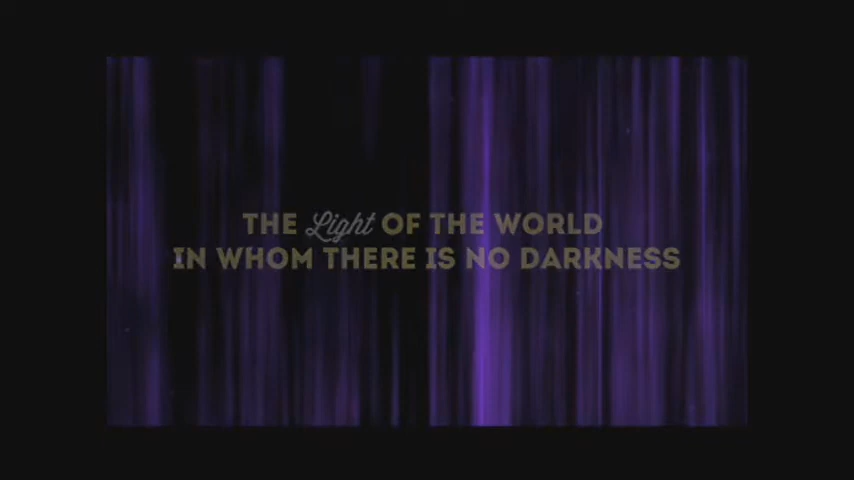 THE Light OF THE WORLD
IN WHOM THERE IS NO DARKNESS